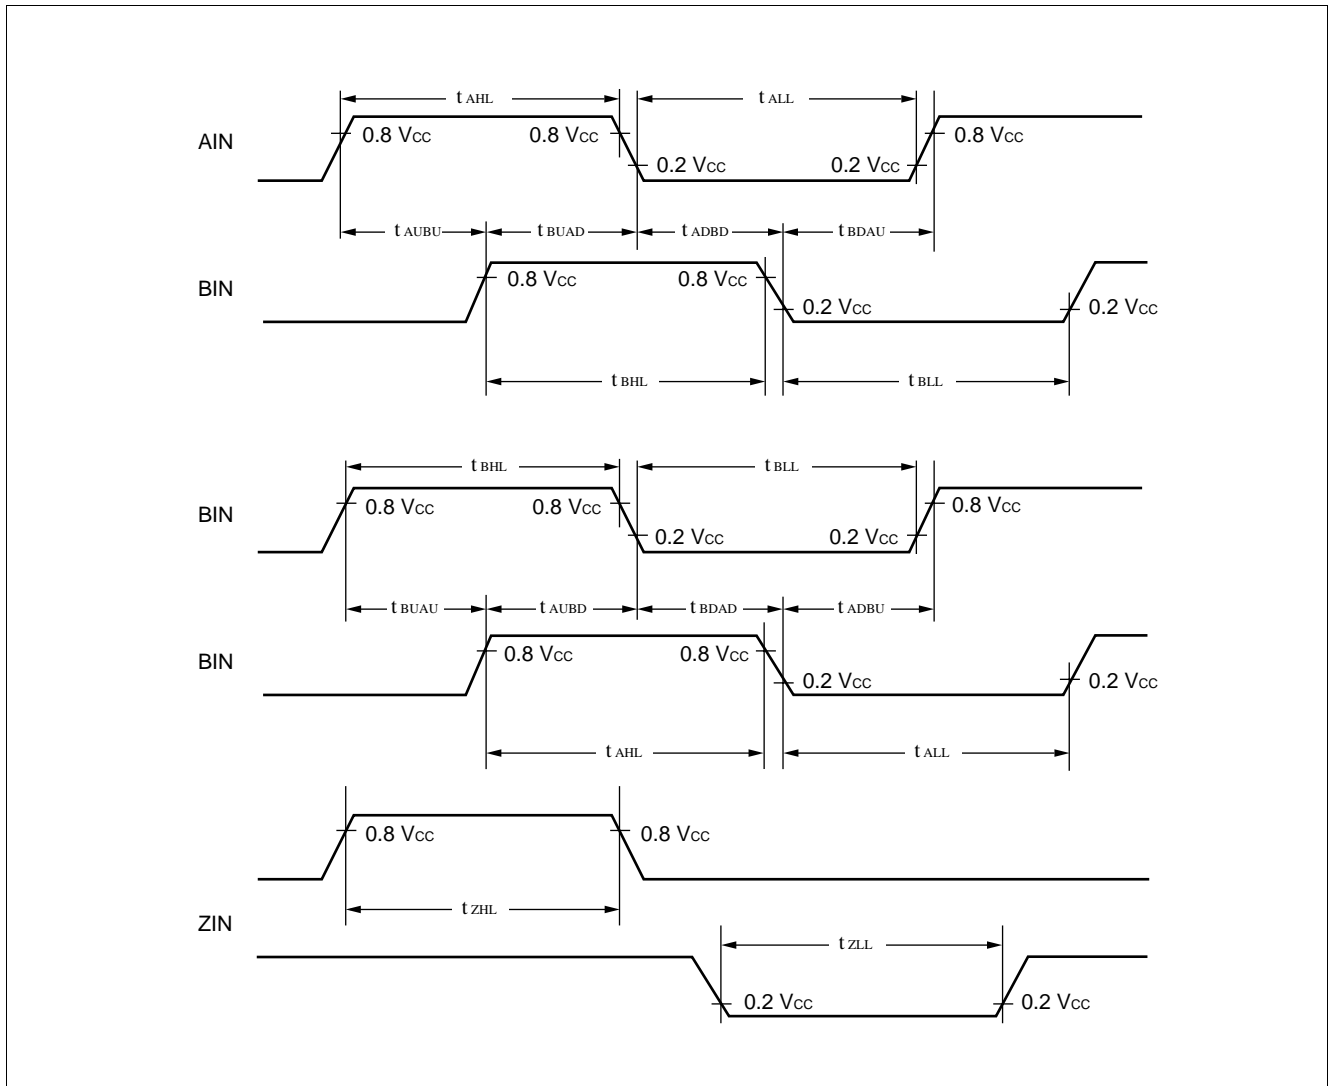 t AHL t ALL
AIN 0.8 VCC 0.8 VCC 0.8 VCC
0.2 VCC 0.2 VCC
t AUBU t BUAD t ADBD t BDAU
BIN 0.8 VCC 0.8 VCC
0.2 VCC 0.2 VCC
t BHL t BLL
t BHL t BLL
BIN 0.8 VCC 0.8 VCC 0.8 VCC
0.2 VCC 0.2 VCC
t BUAU t AUBD t BDAD t ADBU
BIN 0.8 VCC 0.8 VCC
0.2 VCC 0.2 VCC
t AHL t ALL
0.8 VCC 0.8 VCC
t ZHL
ZIN
t ZLL
0.2 VCC 0.2 VCC